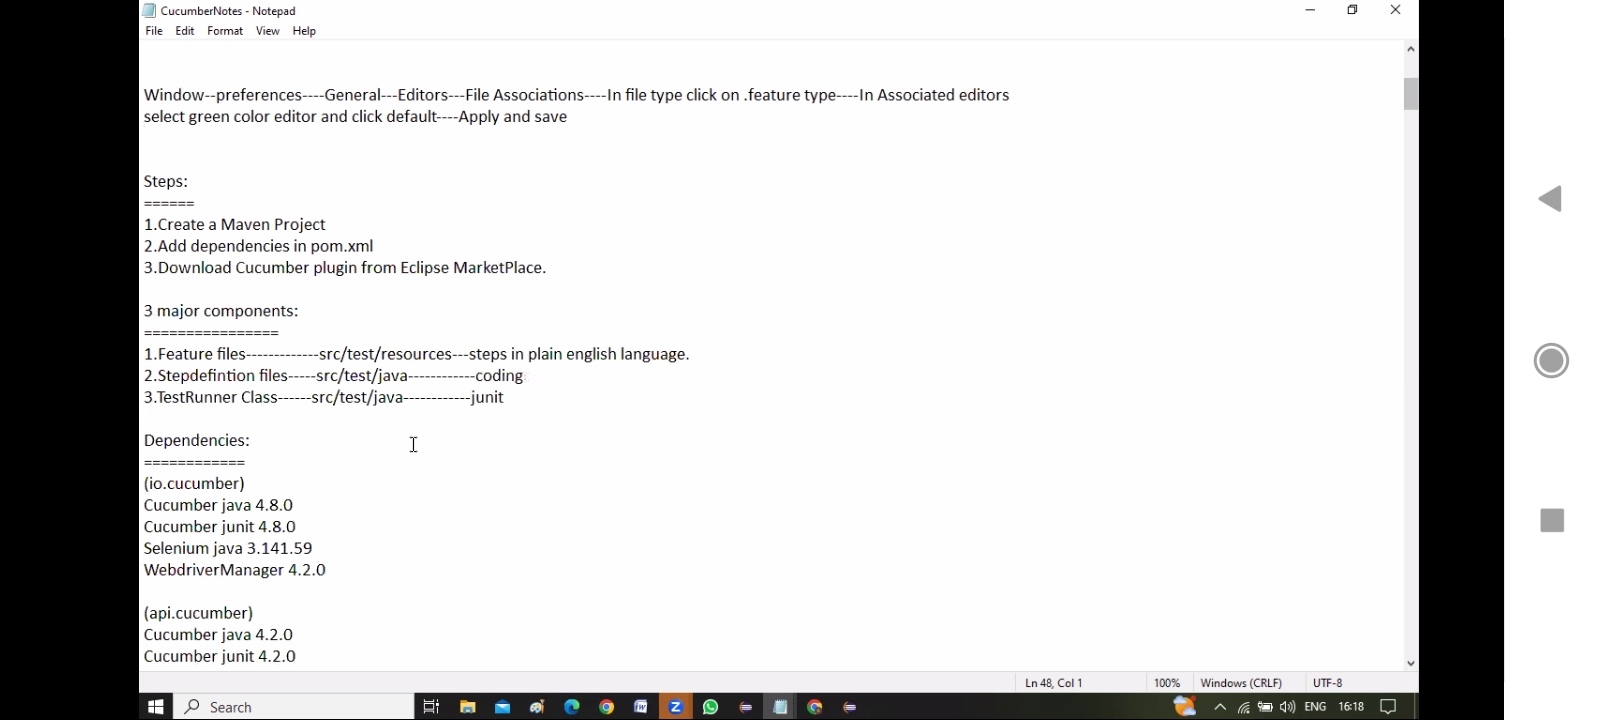 CucumberNotes - Notepad
File Edit Format View Help
Window--preferences----General---Editors---File Associations----In file type click on .feature type----In Associated editors
select green color editor and click default----Apply and save
Steps:
======
1.Create a Maven Project
2.Add dependencies in pom.xml
3.Download Cucumber plugin from Eclipse MarketPlace.
3 major components:
================
1.Feature files-------------src/test/resources---steps in plain english language.
2.Stepdefintion files-----src/test/java------------coding
3.TestRunner Class------src/test/java------------junit
Dependencies:
============
(io.cucumber)
Cucumber java 4.8.0
Cucumber junit 4.8.0
Selenium java 3.141.59
WebdriverManager 4.2.0
(api.cucumber)
Cucumber java 4.2.0
Cucumber junit 4.2.0
Ln 48, Col 1 100% Windows (CRLF) UTF-8
Search ENG 16:18